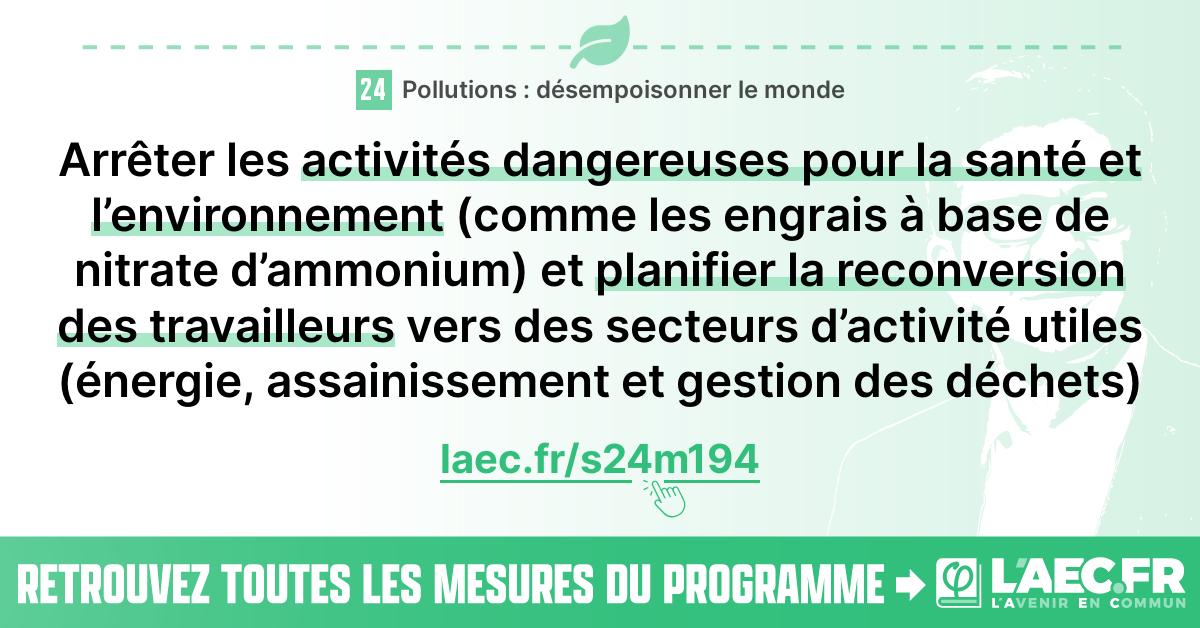 24 Pollutions : désempoisonner le monde
Arrêter les activités dangereuses pour la santé et
l’environnement (comme les engrais à base de
nitrate d’ammonium) et planifier la reconversion
des travailleurs vers des secteurs d’activité utiles
(énergie, assainissement et gestion des déchets)
laec.fr/s24m194
RETROUVEZ TOUTES LES MESURES DU PROGRAMME
φ L'AEC.FR
L'AVENIR EN COMMUN